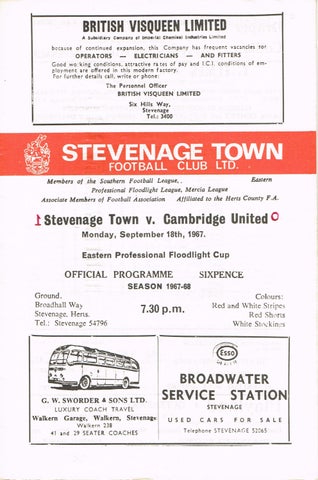 BRITISH VISQUEEN LIMITED
A Subsidiary Company of Imperial Chemical Industries Limited
because of continued expansion, this Company has frequent vacancies for
OPERATORS — ELECTRICIANS — AND FITTERS
Good working conditions, attractive rates of pay and I.C.I. conditions of em-
ployment are offered in this modern factory.
For further details call, write or phone:
The Personnel Officer
BRITISH VISQUEEN LIMITED
Six Hills Way,
Stevenage
Tel.: 3400
STEVENAGE TOWN
FOOTBALL CLUB LTD.
Members of the Southern Football League, Eastern
Professional Floodlight League, Mercia League
Associate Members of Football Association Affiliated to the Herts County F.A.
1 Stevenage Town v. Cambridge United 0
Monday, September 18th, 1967.
Eastern Professional Floodlight Cup
OFFICIAL PROGRAMME SIXPENCE
SEASON 1967-68
Ground. Colours:
Broadhall Way Red and White Stripes
Stevenage, Herts. 7.30 p.m. Red Shorts
Tel.: Stevenage 54796 White Stockings
G. W. SWORDER & SONS LTD.
LUXURY COACH TRAVEL
Walkern Garage, Walkern, Stevenage
Walkern 238
41 and 29 SEATER COACHES
Esso
BROADWATER
SERVICE STATION
STEVENAGE
USED CARS FOR SALE
Telephone STEVENAGE 52065